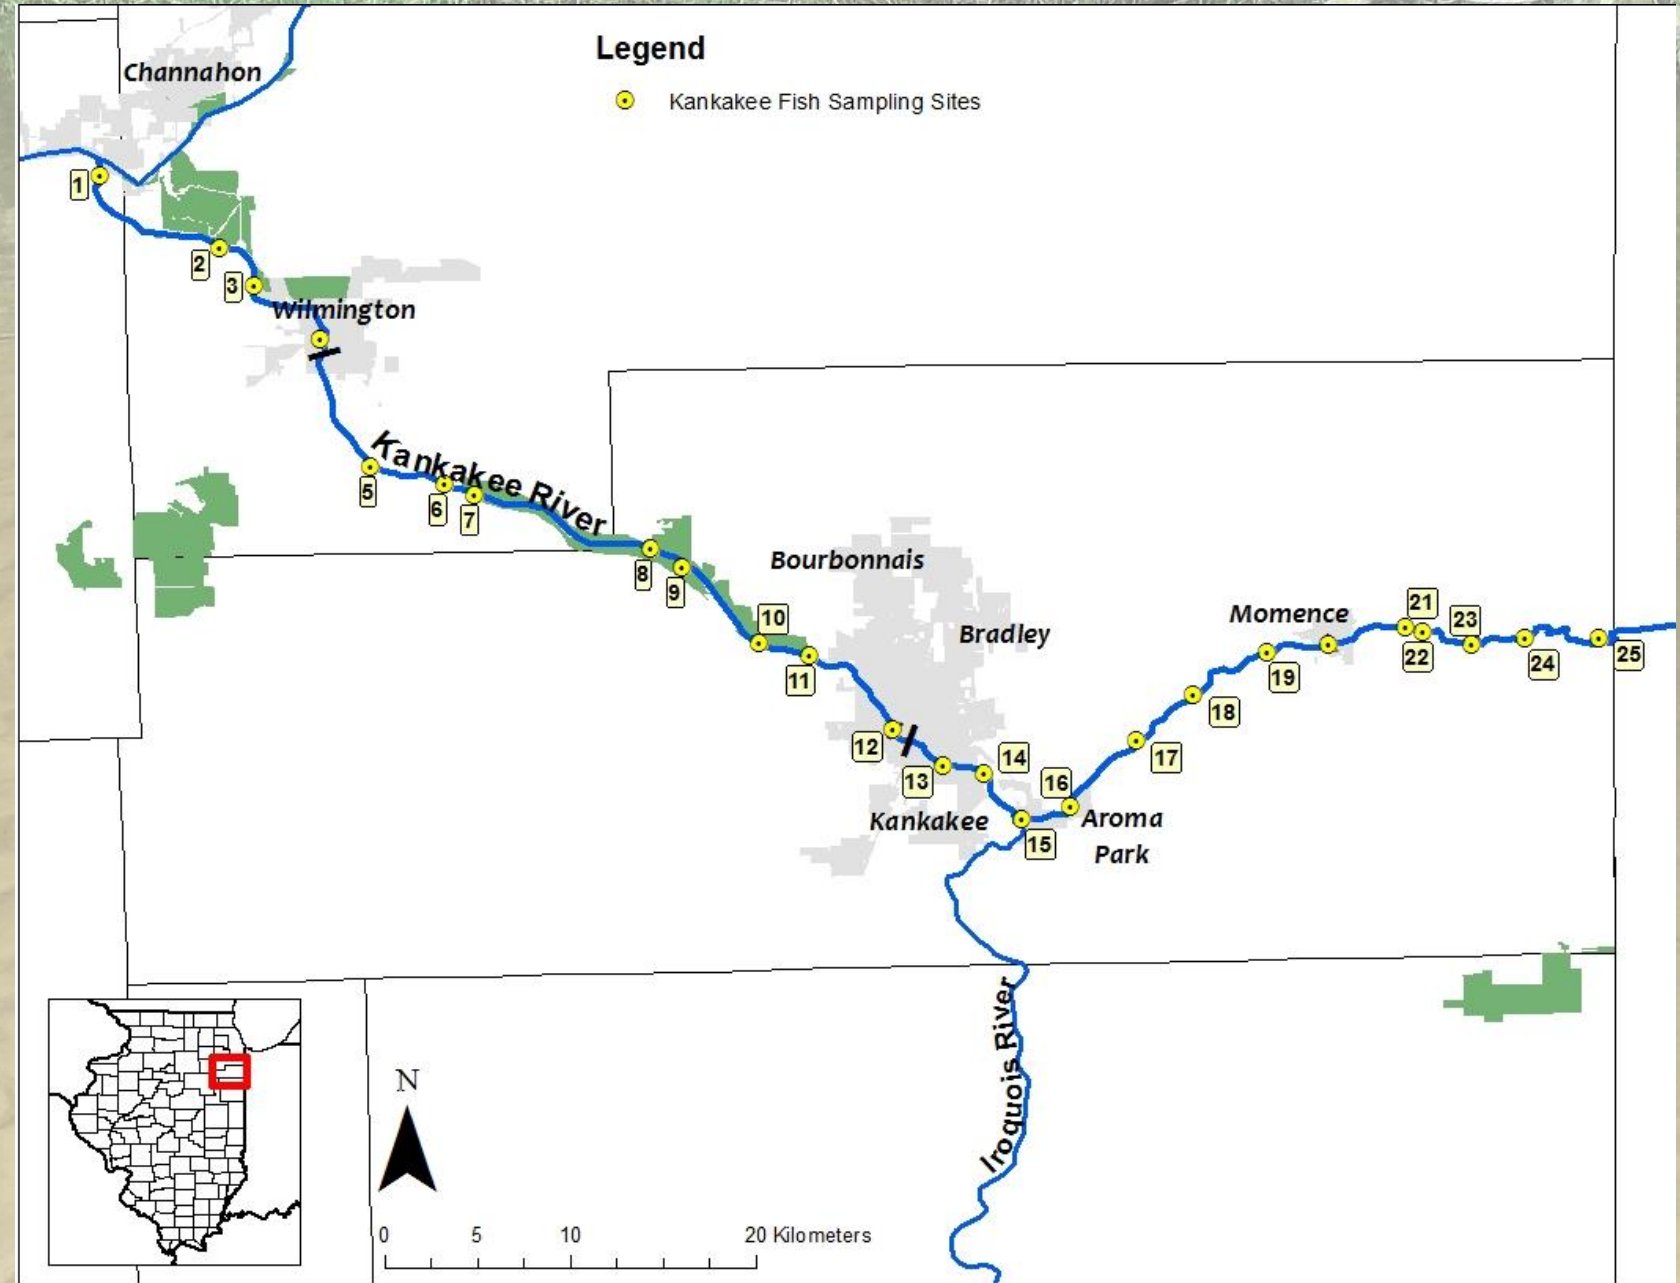 Legend
Kankakee Fish Sampling Sites
Channahon
1
2
3
Wilmington
Kankakee River
5
6
7
8
9
Bourbonnais
10
11
Bradley
12
13
14
Kankakee
15
16
Aroma
Park
17
18
Momence
19
21
22
23
24
25
Iroquois River
N
0 5 10 20 Kilometers